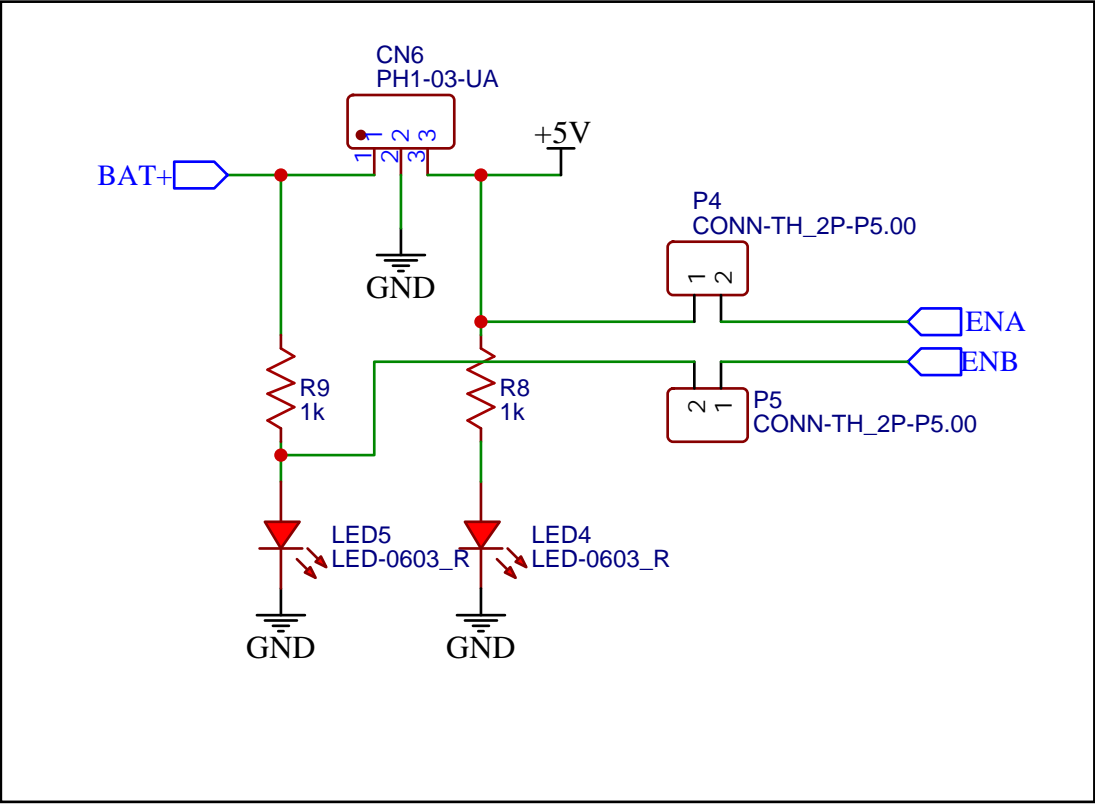 CN6
PH1-03-UA
1 2 3
1 2 3
+5V
BAT+
GND
P4
CONN-TH_2P-P5.00
1 2
ENA
ENB
R9
1k
R8
1k
2 1
P5
CONN-TH_2P-P5.00
LED5
LED-0603_R
LED4
LED-0603_R
GND
GND